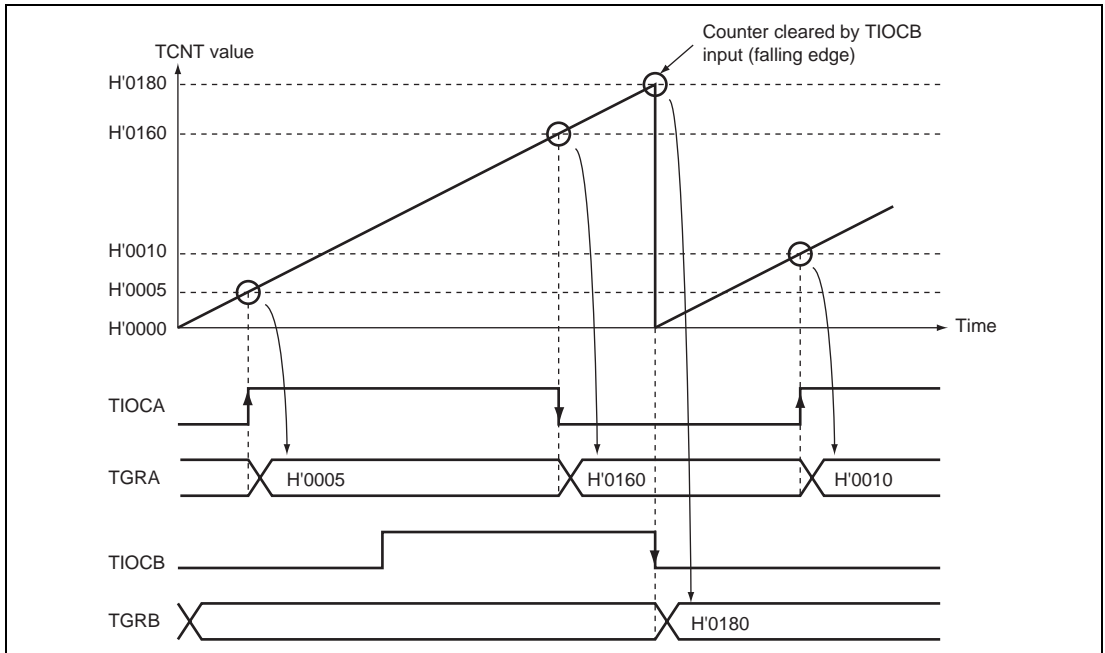 Counter cleared by TIOCB
input (falling edge)
TCNT value
H'0180
H'0160
H'0010
H'0005
H'0000
Time
TIOCA
TGRA
H'0005
H'0160
H'0010
TIOCB
TGRB
H'0180